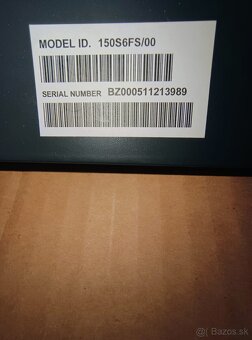 MODEL ID. 150S6FS/00
SERIAL NUMBER BZ000511213989
Bazos.sk